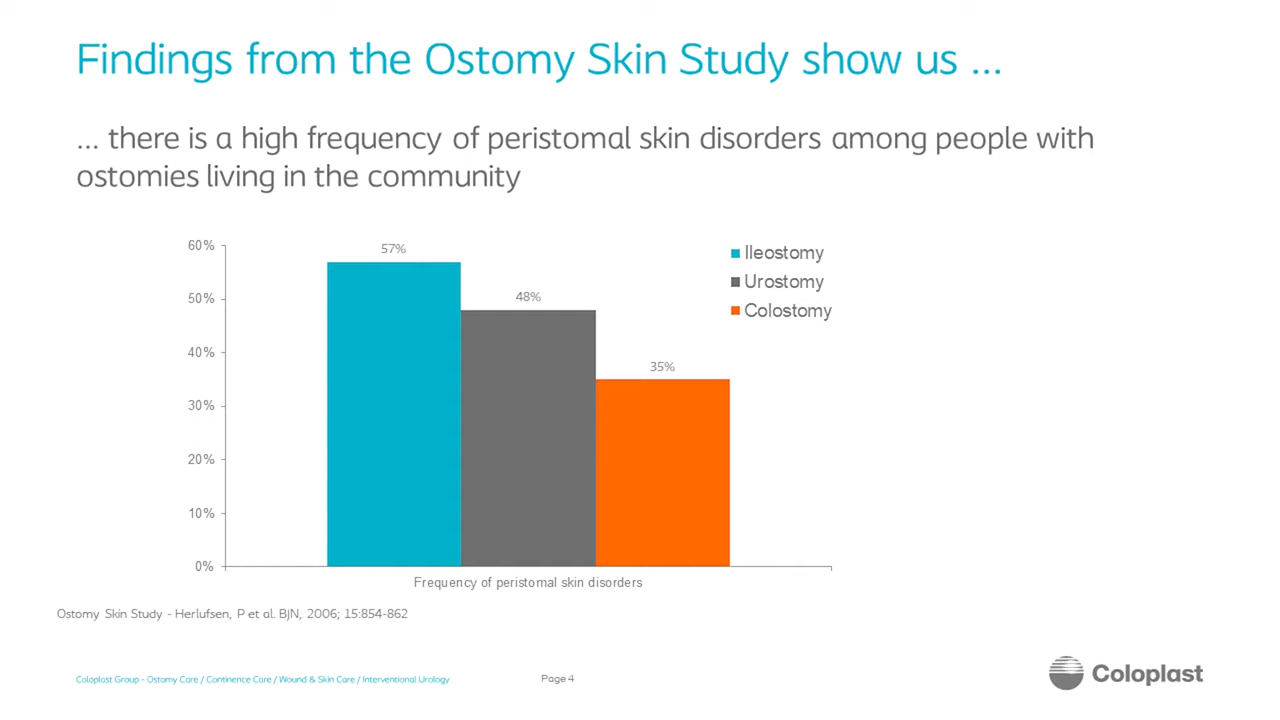 Findings from the Ostomy Skin Study show us ...
... there is a high frequency of peristomal skin disorders among people with
ostomies living in the community
60%
50%
40%
30%
20%
10%
0%
57%
48%
35%
Ileostomy
Urostomy
Colostomy
Frequency of peristomal skin disorders
Ostomy Skin Study - Herlufsen, P et al. BJN, 2006; 15:854-862
Coloplast Group - Ostomy Care / Continence Care / Wound & Skin Care / Interventional Urology
Page 4
Coloplast